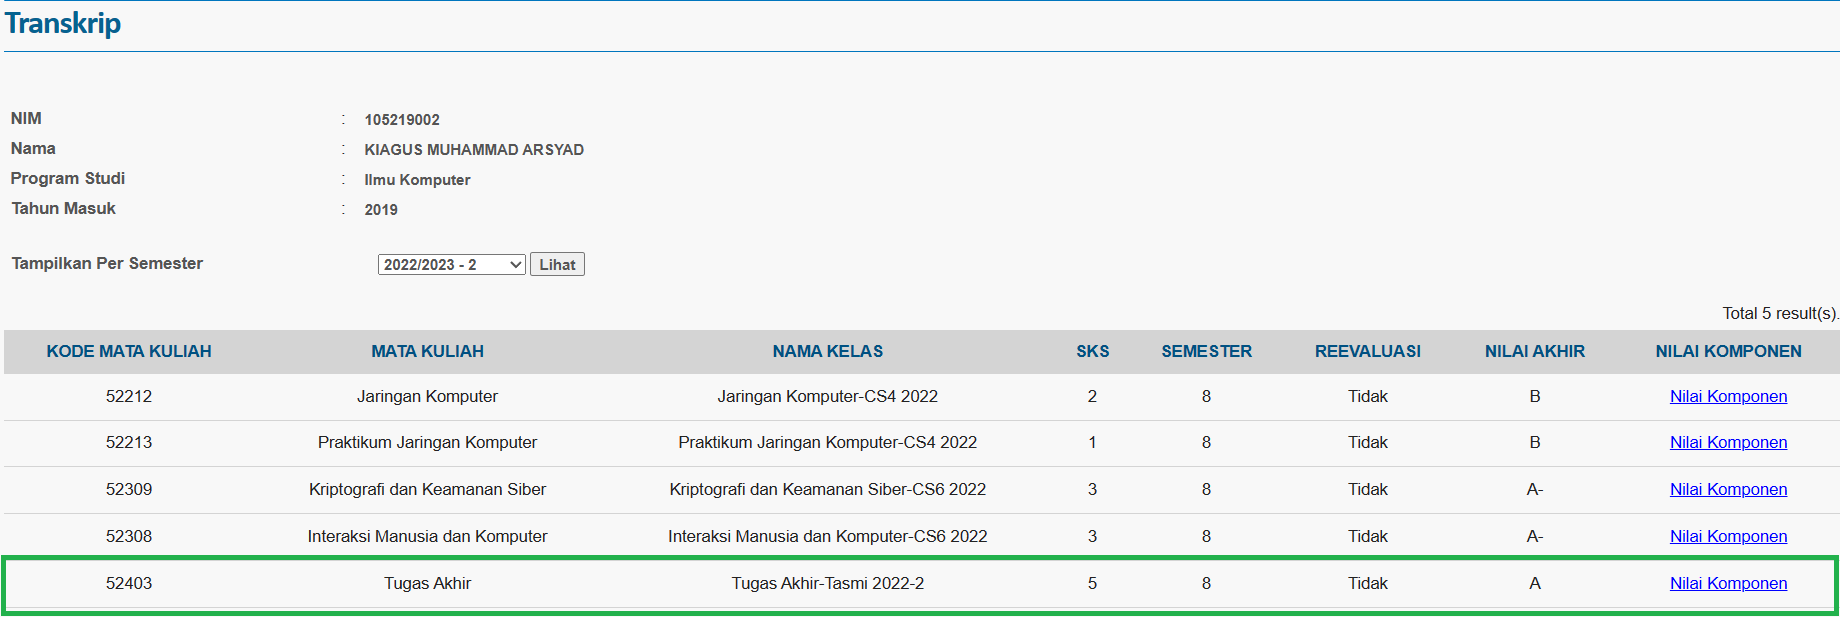 Transkrip
NIM : 105219002
Nama : KIAGUS MUHAMMAD ARSYAD
Program Studi : Ilmu Komputer
Tahun Masuk : 2019
Tampilkan Per Semester 2022/2023 - 2 Lihat
Total 5 result(s).
KODE MATA KULIAH MATA KULIAH NAMA KELAS SKS SEMESTER REEVALUASI NILAI AKHIR NILAI KOMPONEN
52212 Jaringan Komputer Jaringan Komputer-CS4 2022 2 8 Tidak B Nilai Komponen
52213 Praktikum Jaringan Komputer Praktikum Jaringan Komputer-CS4 2022 1 8 Tidak B Nilai Komponen
52309 Kriptografi dan Keamanan Siber Kriptografi dan Keamanan Siber-CS6 2022 3 8 Tidak A- Nilai Komponen
52308 Interaksi Manusia dan Komputer Interaksi Manusia dan Komputer-CS6 2022 3 8 Tidak A- Nilai Komponen
52403 Tugas Akhir Tugas Akhir-Tasmi 2022-2 5 8 Tidak A Nilai Komponen